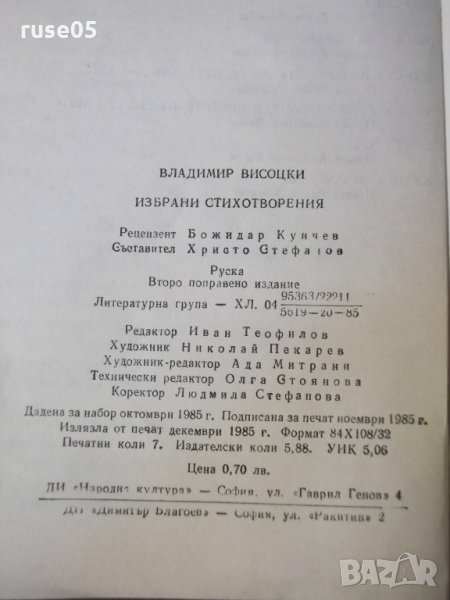 ruse05
ВЛАДИМИР ВИСОЦКИ
ИЗБРАНИ СТИХОТВОРЕНИЯ
Рецензент Божидар Кунчев
Съставител Христо Стефанов
Руска
Второ поправено издание
Литературна група — ХЛ. 04 95363/22211
5619—20—85
Редактор Иван Теофилов
Художник Николай Пекарев
Художник-редактор Ада Митрани
Технически редактор Олга Стоянова
Коректор Людмила Стефанова
Дадена за набор октомври 1985 г. Подписана за печат ноември 1985 г.
Излязла от печат декември 1985 г. Формат 84X108/32
Печатни коли 7. Издателски коли 5,88. УИК 5,06
Цена 0,70 лв.
ДИ «Народна култура» — София, ул. «Гаврил Генов» 4
ДП «Димитър Благоев» — София, ул. «Ракитин» 2
BAZAR